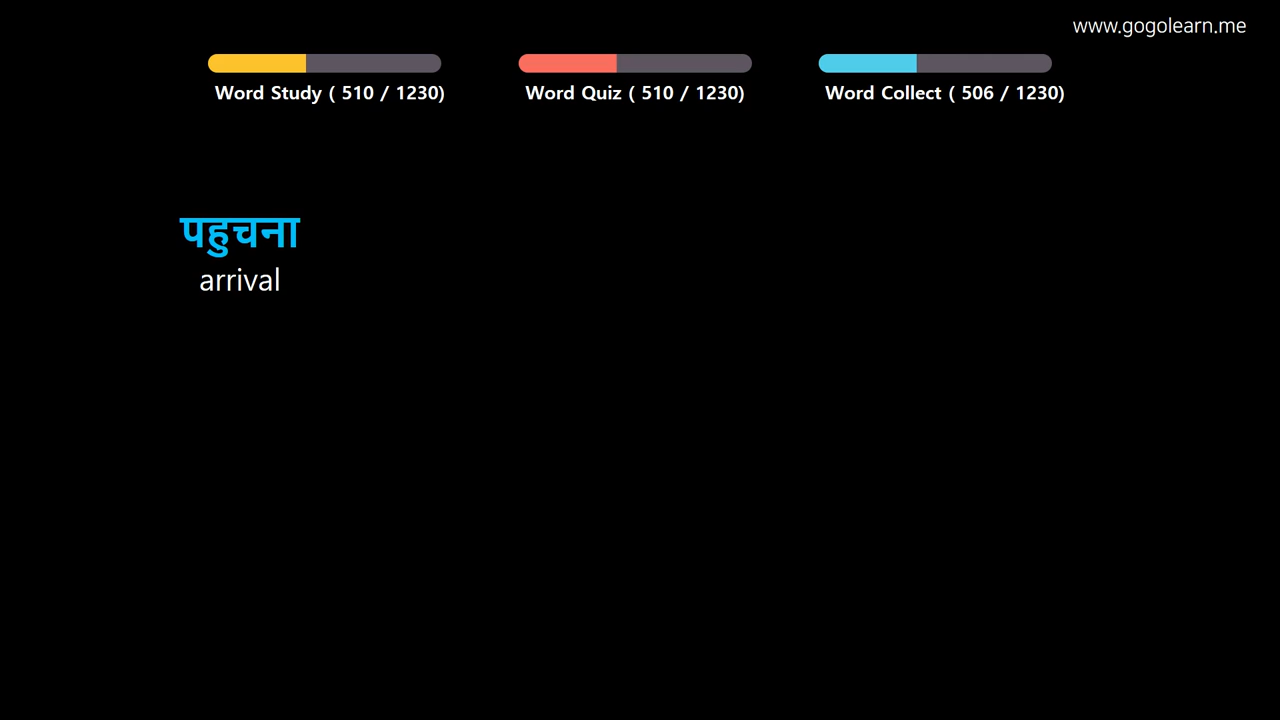 www.gogolearn.me
Word Study ( 510 / 1230)
Word Quiz ( 510 / 1230)
Word Collect ( 506 / 1230)
पहुचना
arrival